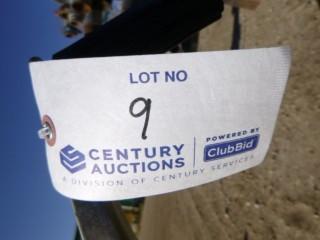 LOT NO
9
CENTURY AUCTIONS
POWERED BY
ClubBid
A DIVISION OF CENTURY SERVICES